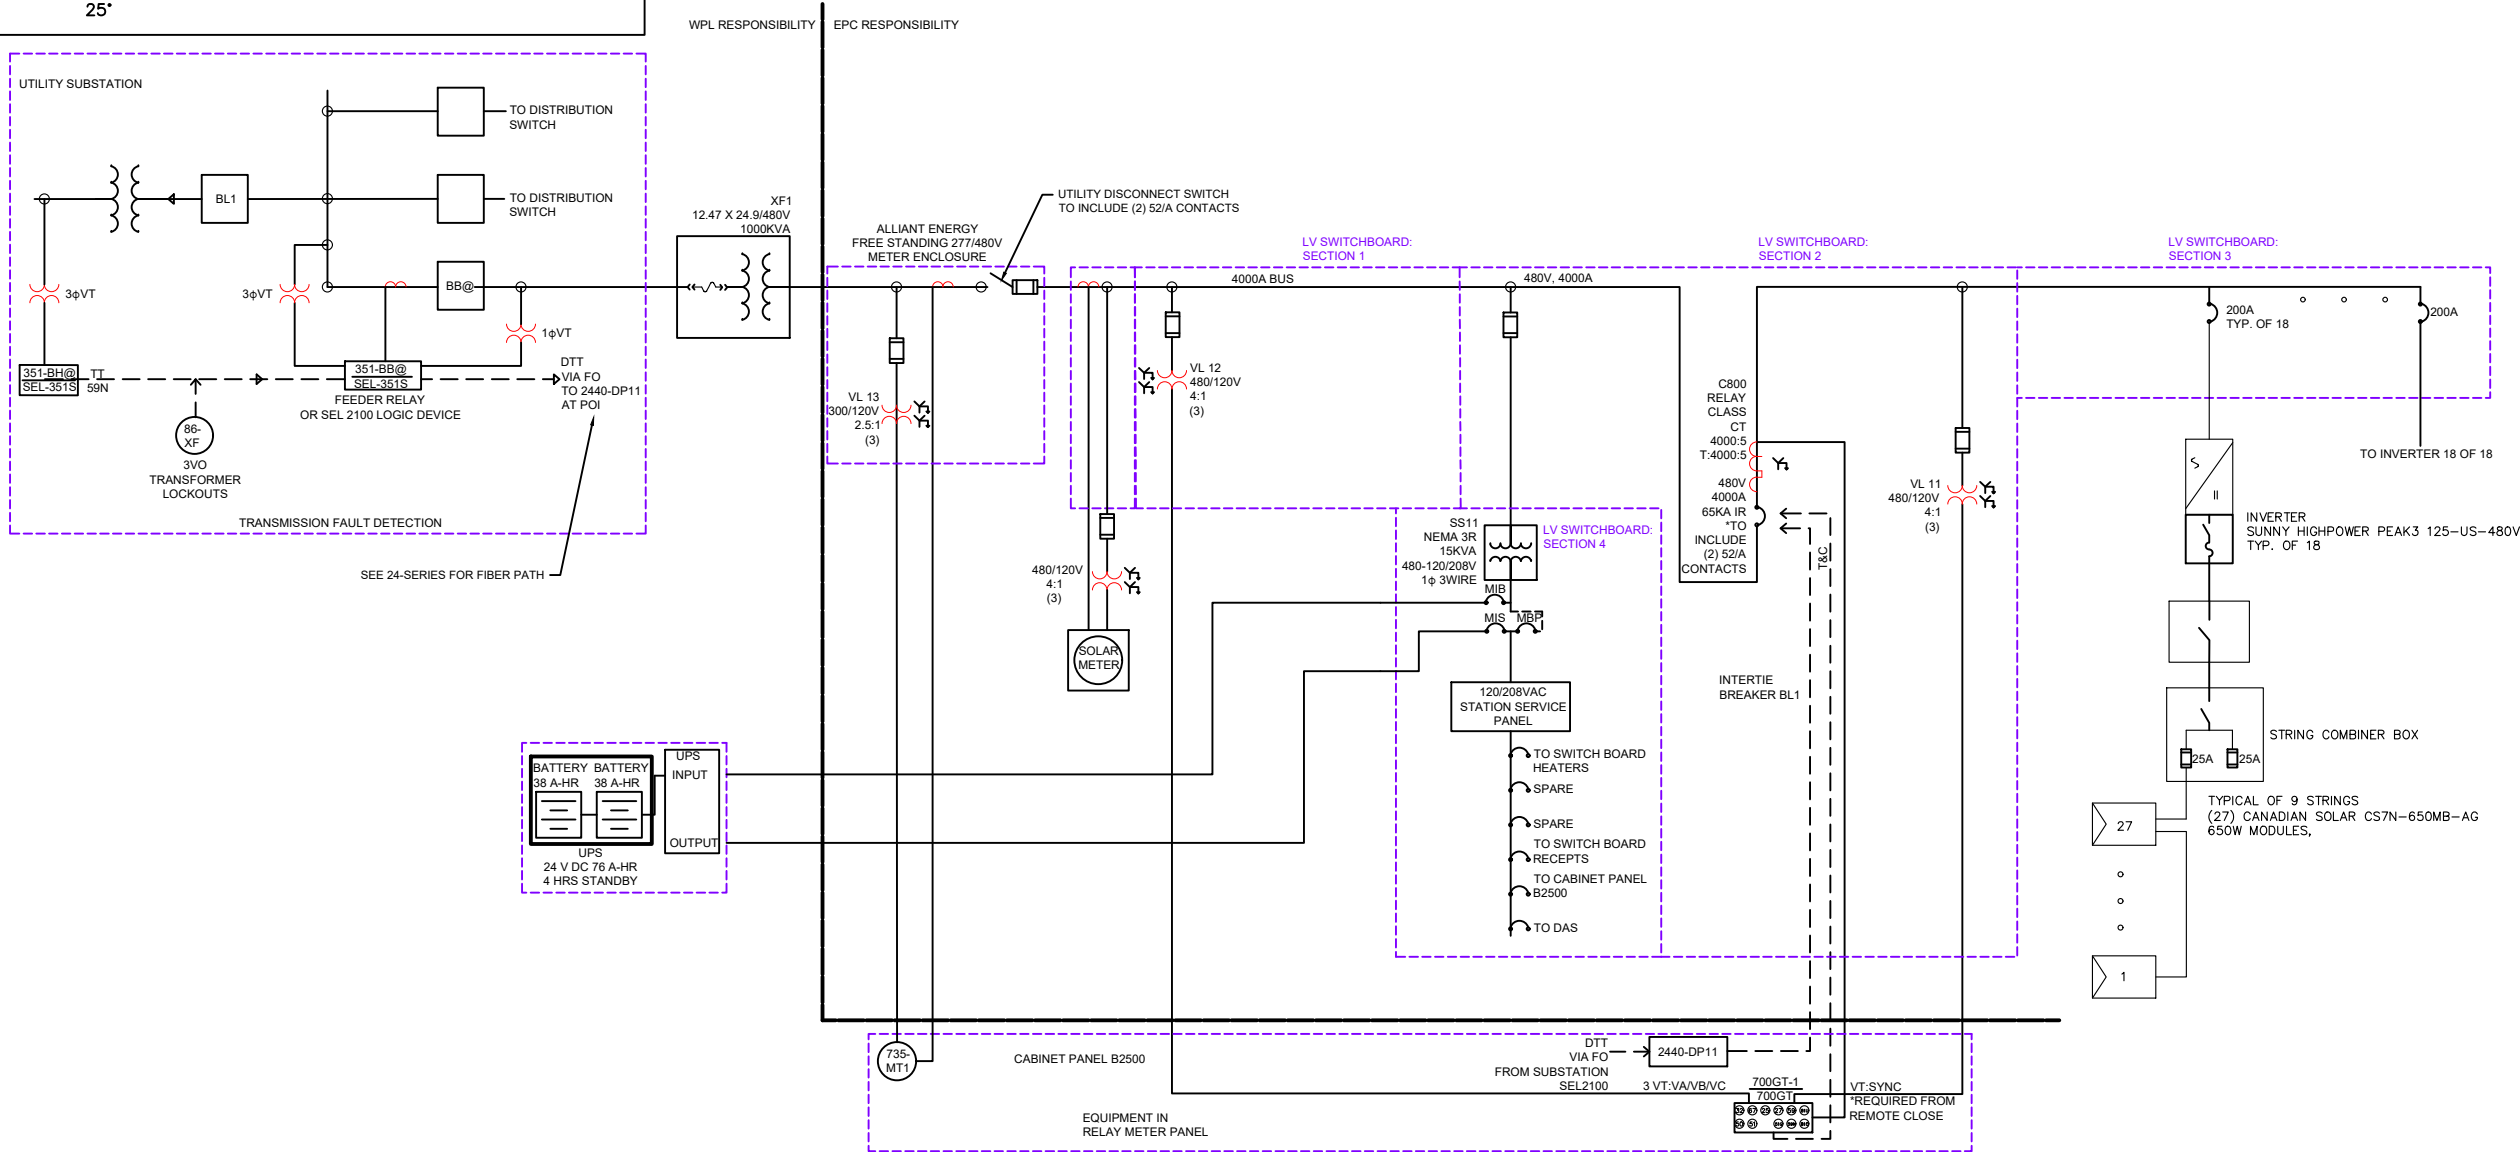 25°
WPL RESPONSIBILITY
EPC RESPONSIBILITY
UTILITY SUBSTATION
TO DISTRIBUTION
SWITCH
BL1
TO DISTRIBUTION
SWITCH
3ϕVT
3ϕVT
BB@
1ϕVT
351-BH@
SEL-351S
TT
59N
351-BB@
SEL-351S
FEEDER RELAY
OR SEL 2100 LOGIC DEVICE
DTT
VIA FO
TO 2440-DP11
AT POI
86-
XF
3VO
TRANSFORMER
LOCKOUTS
TRANSMISSION FAULT DETECTION
SEE 24-SERIES FOR FIBER PATH
XF1
12.47 X 24.9/480V
1000KVA
ALLIANT ENERGY
FREE STANDING 277/480V
METER ENCLOSURE
UTILITY DISCONNECT SWITCH
TO INCLUDE (2) 52/A CONTACTS
VL 13
300/120V
2.5:1
(3)
LV SWITCHBOARD:
SECTION 1
4000A BUS
VL 12
480/120V
4:1
(3)
480/120V
4:1
(3)
SOLAR
METER
LV SWITCHBOARD:
SECTION 2
480V, 4000A
C800
RELAY
CLASS
CT
4000:5
T:4000:5
480V
4000A
65KA IR
*TO
INCLUDE
(2) 52/A
CONTACTS
T&C
INTERTIE
BREAKER BL1
VL 11
480/120V
4:1
(3)
LV SWITCHBOARD:
SECTION 4
SS11
NEMA 3R
15KVA
480-120/208V
1ϕ 3WIRE
MIB
MIS
MBP
120/208VAC
STATION SERVICE
PANEL
TO SWITCH BOARD
HEATERS
SPARE
SPARE
TO SWITCH BOARD
RECEPTS
TO CABINET PANEL
B2500
TO DAS
LV SWITCHBOARD:
SECTION 3
200A
TYP. OF 18
200A
TO INVERTER 18 OF 18
INVERTER
SUNNY HIGHPOWER PEAK3 125-US-480V
TYP. OF 18
STRING COMBINER BOX
25A
25A
TYPICAL OF 9 STRINGS
(27) CANADIAN SOLAR CS7N-650MB-AG
650W MODULES,
27
1
BATTERY
38 A-HR
BATTERY
38 A-HR
UPS
INPUT
OUTPUT
UPS
24 V DC 76 A-HR
4 HRS STANDBY
735-
MT1
CABINET PANEL B2500
EQUIPMENT IN
RELAY METER PANEL
DTT
VIA FO
FROM SUBSTATION
SEL2100
2440-DP11
3 VT:VA/VB/VC
700GT-1
700GT
VT:SYNC
*REQUIRED FROM
REMOTE CLOSE